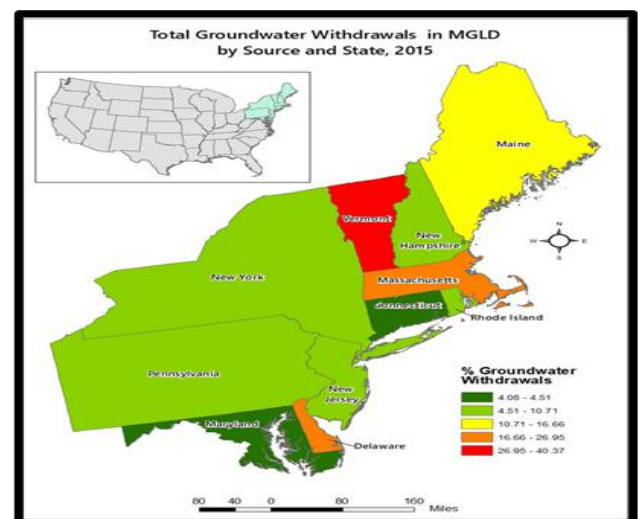 Total Groundwater Withdrawals in MGLD
by Source and State, 2015
Maine
Vermont
New
Hampshire
N
W
E
S
New York
Massachusetts
Connecticut
Rhode Island
Pennsylvania
New
Jersey
Maryland
Delaware
% Groundwater
Withdrawals
4.08 - 4.51
4.51 - 10.71
10.71 - 16.66
16.66 - 26.95
26.95 - 40.37
80 40 0 80 160
Miles